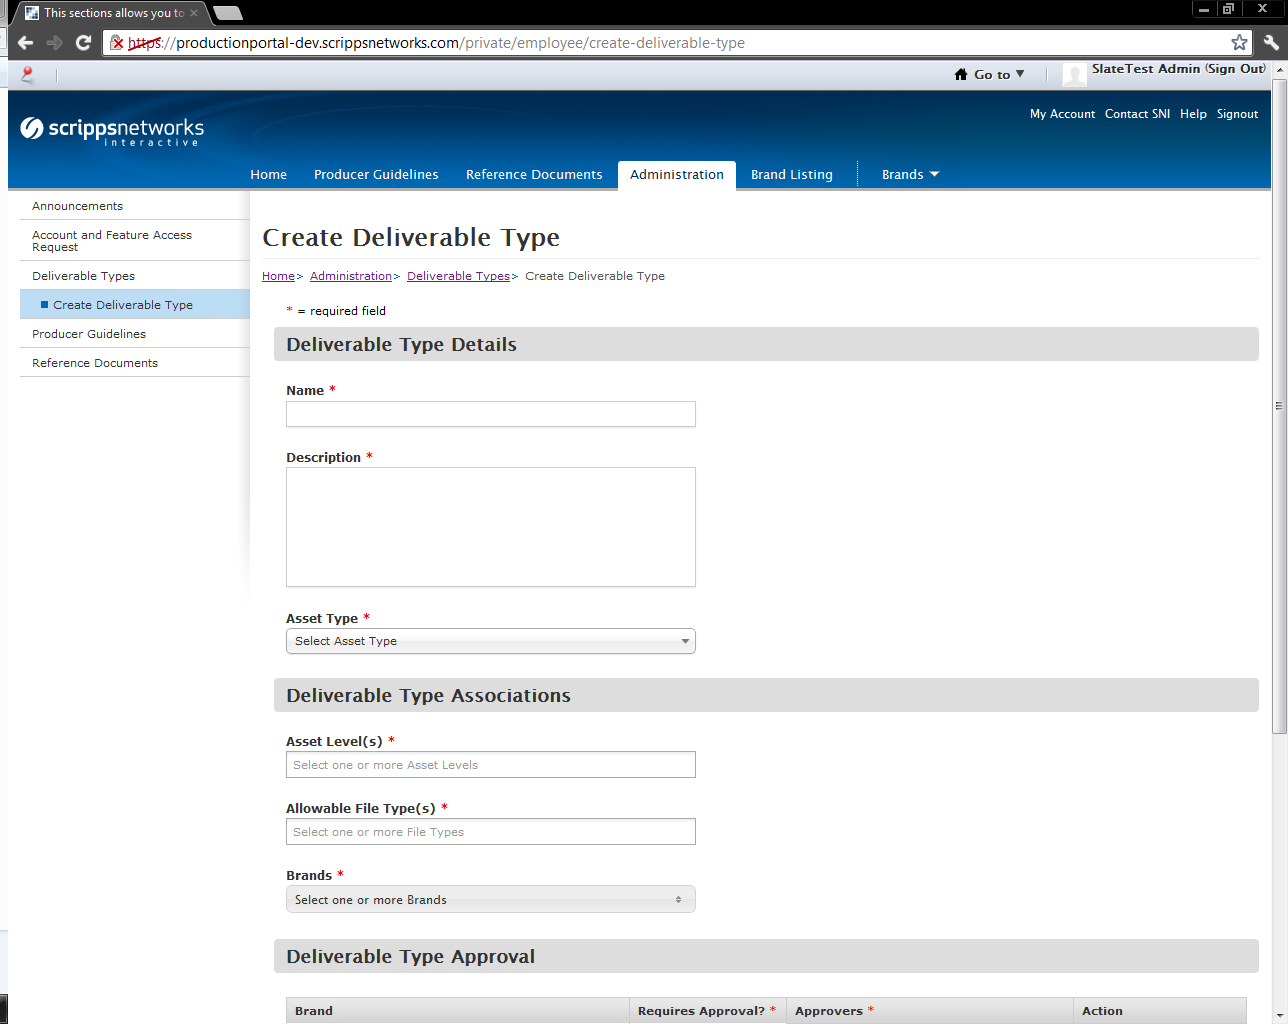 This sections allows you to
https://productionportal-dev.scrippsnetworks.com/private/employee/create-deliverable-type
Go to
SlateTest Admin (Sign Out)
scrippsnetworks
interactive
My Account Contact SNI Help Signout
Home Producer Guidelines Reference Documents Administration Brand Listing Brands
Announcements
Account and Feature Access
Request
Deliverable Types
Create Deliverable Type
Producer Guidelines
Reference Documents
Create Deliverable Type
Home> Administration> Deliverable Types> Create Deliverable Type
* = required field
Deliverable Type Details
Name *
Description *
Asset Type *
Select Asset Type
Deliverable Type Associations
Asset Level(s) *
Select one or more Asset Levels
Allowable File Type(s) *
Select one or more File Types
Brands *
Select one or more Brands
Deliverable Type Approval
Brand Requires Approval? * Approvers * Action